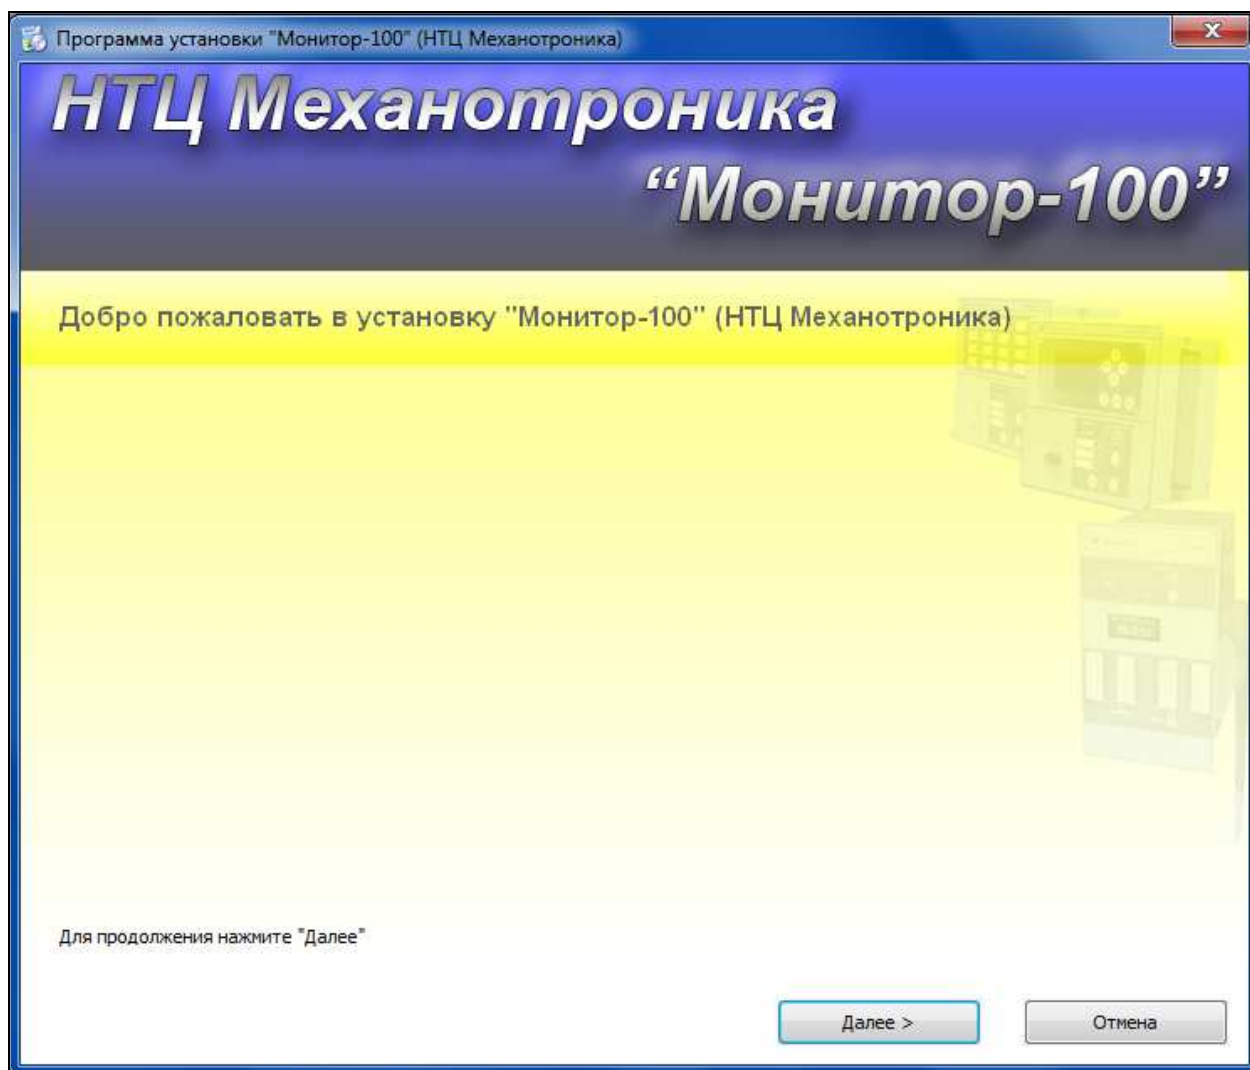 Программа установки "Монитор-100" (НТЦ Механотроника)
НТЦ Механотроника
“Монитор-100”
Добро пожаловать в установку "Монитор-100" (НТЦ Механотроника)
Для продолжения нажмите "Далее"
Далее >
Отмена